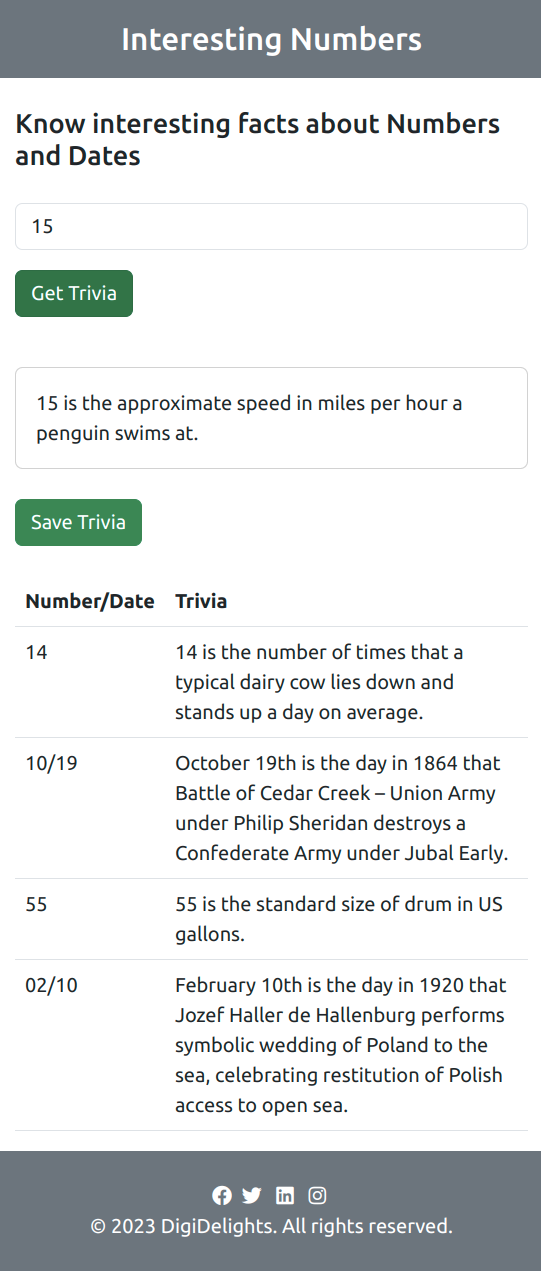 Interesting Numbers
Know interesting facts about Numbers
and Dates
15
Get Trivia
15 is the approximate speed in miles per hour a
penguin swims at.
Save Trivia
Number/Date Trivia
14 14 is the number of times that a
typical dairy cow lies down and
stands up a day on average.
10/19 October 19th is the day in 1864 that
Battle of Cedar Creek – Union Army
under Philip Sheridan destroys a
Confederate Army under Jubal Early.
55 55 is the standard size of drum in US
gallons.
02/10 February 10th is the day in 1920 that
Jozef Haller de Hallenburg performs
symbolic wedding of Poland to the
sea, celebrating restitution of Polish
access to open sea.
© 2023 DigiDelights. All rights reserved.